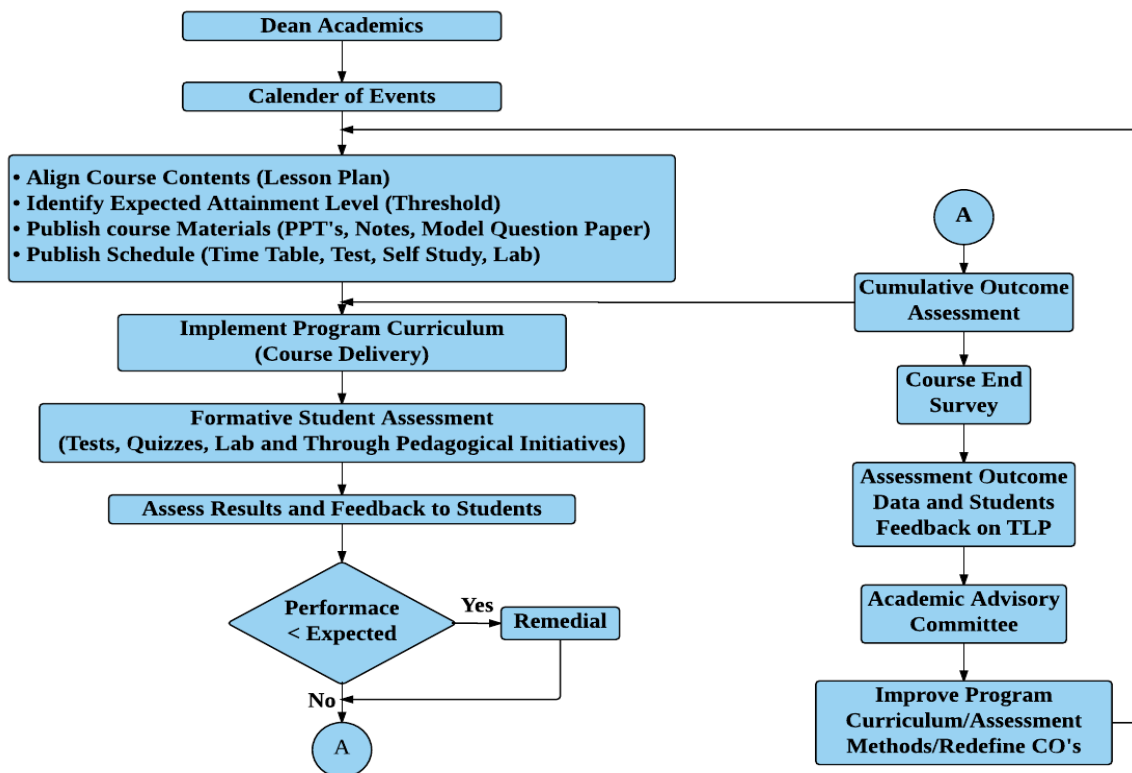 Dean Academics
Calender of Events
• Align Course Contents (Lesson Plan)
• Identify Expected Attainment Level (Threshold)
• Publish course Materials (PPT's, Notes, Model Question Paper)
• Publish Schedule (Time Table, Test, Self Study, Lab)
Implement Program Curriculum
(Course Delivery)
Formative Student Assessment
(Tests, Quizzes, Lab and Through Pedagogical Initiatives)
Assess Results and Feedback to Students
Performace
< Expected
Yes
Remedial
No
A
A
Cumulative Outcome
Assessment
Course End
Survey
Assessment Outcome
Data and Students
Feedback on TLP
Academic Advisory
Committee
Improve Program
Curriculum/Assessment
Methods/Redefine CO's